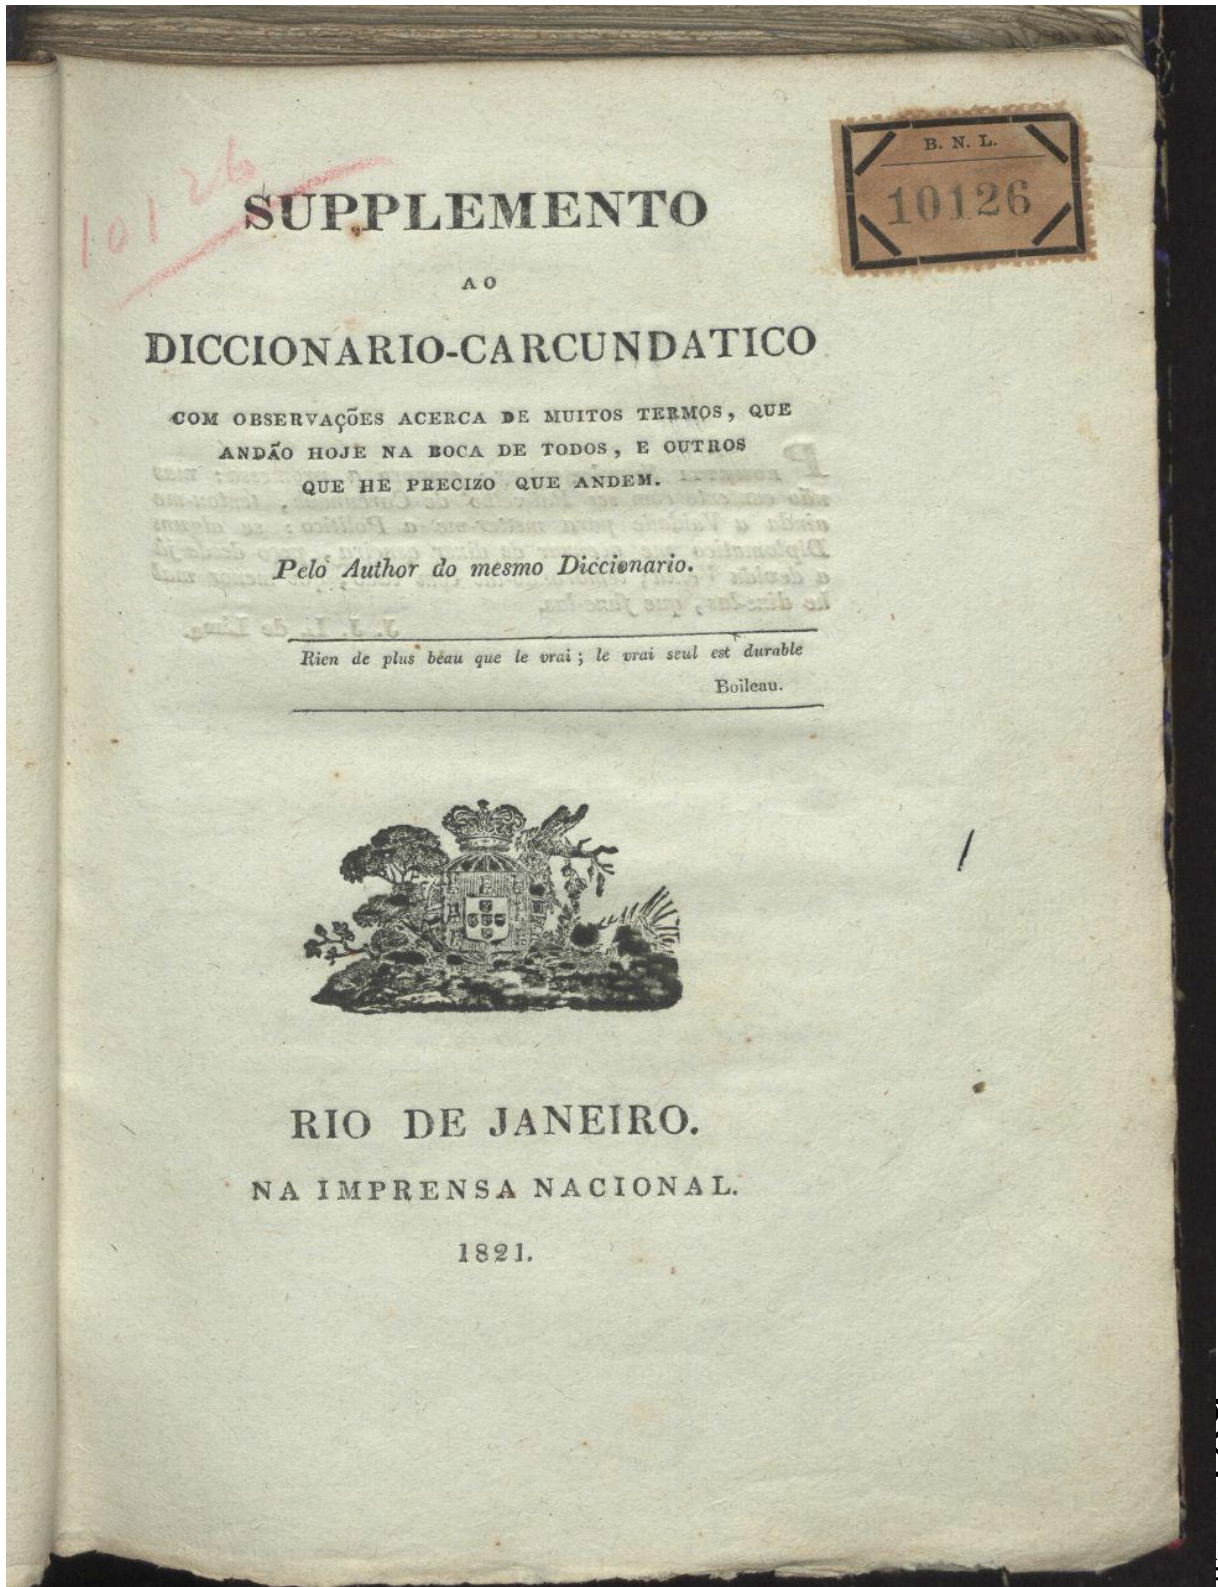 B. N. L.
10126
10126
SUPPLEMENTO
AO
DICCIONARIO-CARCUNDATICO
COM OBSERVAÇÕES ACERCA DE MUITOS TERMOS, QUE
ANDÃO HOJE NA BOCA DE TODOS, E OUTROS
QUE HE PRECIZO QUE ANDEM.
Pelo Author do mesmo Diccionario.
Rien de plus beau que le vrai; le vrai seul est durable
Boileau.
RIO DE JANEIRO.
NA IMPRENSA NACIONAL.
1821.